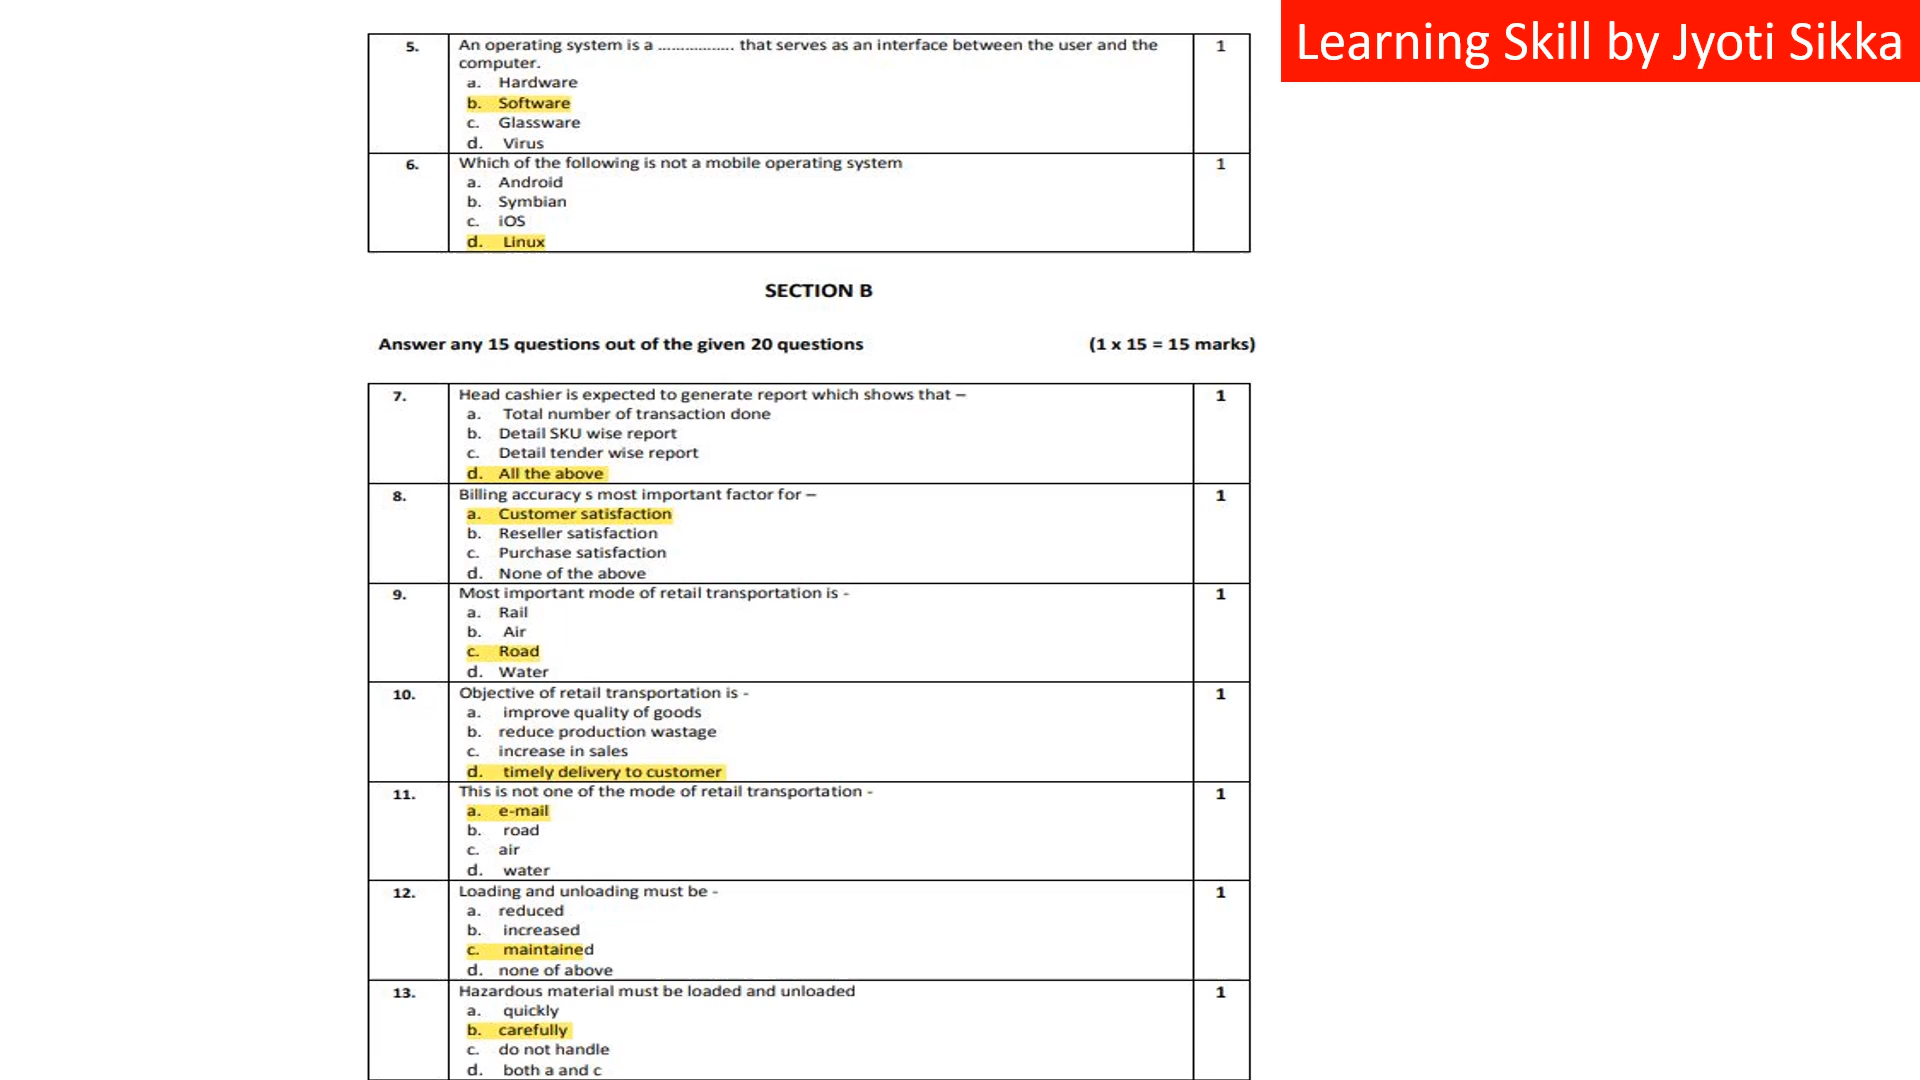 Learning Skill by Jyoti Sikka
5. An operating system is a ................. that serves as an interface between the user and the 1
computer.
a. Hardware
b. Software
c. Glassware
d. Virus
6. Which of the following is not a mobile operating system 1
a. Android
b. Symbian
c. iOS
d. Linux
SECTION B
Answer any 15 questions out of the given 20 questions (1 x 15 = 15 marks)
7. Head cashier is expected to generate report which shows that – 1
a. Total number of transaction done
b. Detail SKU wise report
c. Detail tender wise report
d. All the above
8. Billing accuracy s most important factor for – 1
a. Customer satisfaction
b. Reseller satisfaction
c. Purchase satisfaction
d. None of the above
9. Most important mode of retail transportation is - 1
a. Rail
b. Air
c. Road
d. Water
10. Objective of retail transportation is - 1
a. improve quality of goods
b. reduce production wastage
c. increase in sales
d. timely delivery to customer
11. This is not one of the mode of retail transportation - 1
a. e-mail
b. road
c. air
d. water
12. Loading and unloading must be - 1
a. reduced
b. increased
c. maintained
d. none of above
13. Hazardous material must be loaded and unloaded 1
a. quickly
b. carefully
c. do not handle
d. both a and c